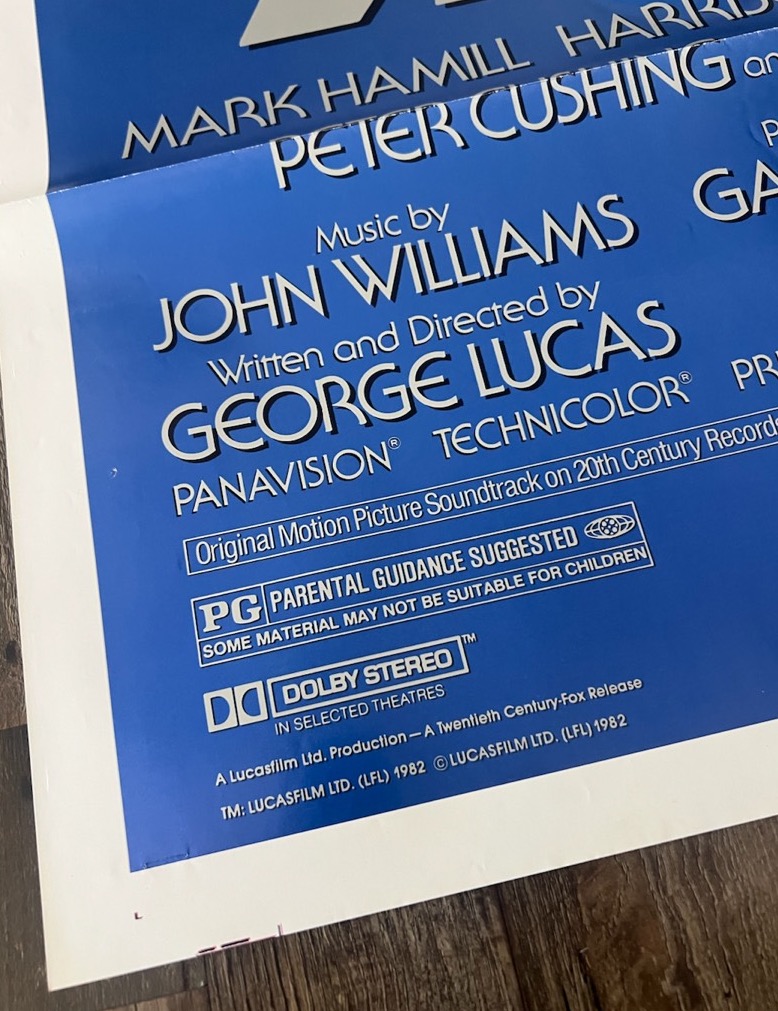 MARK HAMILL HARRIS
PETER CUSHING
Music by
JOHN WILLIAMS
Written and Directed by
GEORGE LUCAS
PANAVISION® TECHNICOLOR®
Original Motion Picture Soundtrack on 20th Century Records
PG PARENTAL GUIDANCE SUGGESTED
SOME MATERIAL MAY NOT BE SUITABLE FOR CHILDREN
DOLBY STEREO™
IN SELECTED THEATRES
A Lucasfilm Ltd. Production—A Twentieth Century-Fox Release
TM: LUCASFILM LTD. (LFL) 1982 ©LUCASFILM LTD. (LFL) 1982